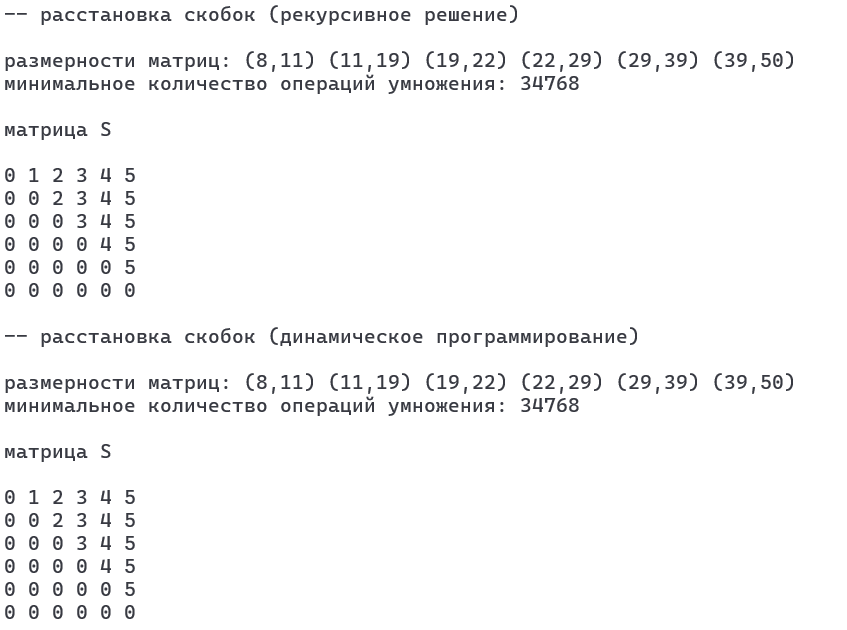 -- расстановка скобок (рекурсивное решение)
размерности матриц: (8,11) (11,19) (19,22) (22,29) (29,39) (39,50)
минимальное количество операций умножения: 34768
матрица S
0 1 2 3 4 5
0 0 2 3 4 5
0 0 0 3 4 5
0 0 0 0 4 5
0 0 0 0 0 5
0 0 0 0 0 0
-- расстановка скобок (динамическое программирование)
размерности матриц: (8,11) (11,19) (19,22) (22,29) (29,39) (39,50)
минимальное количество операций умножения: 34768
матрица S
0 1 2 3 4 5
0 0 2 3 4 5
0 0 0 3 4 5
0 0 0 0 4 5
0 0 0 0 0 5
0 0 0 0 0 0